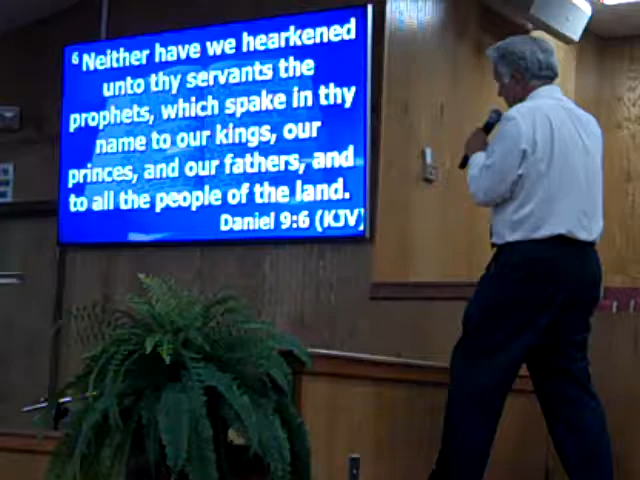 6 Neither have we hearkened
unto thy servants the
prophets, which spake in thy
name to our kings, our
princes, and our fathers, and
to all the people of the land.
Daniel 9:6 (KJV)